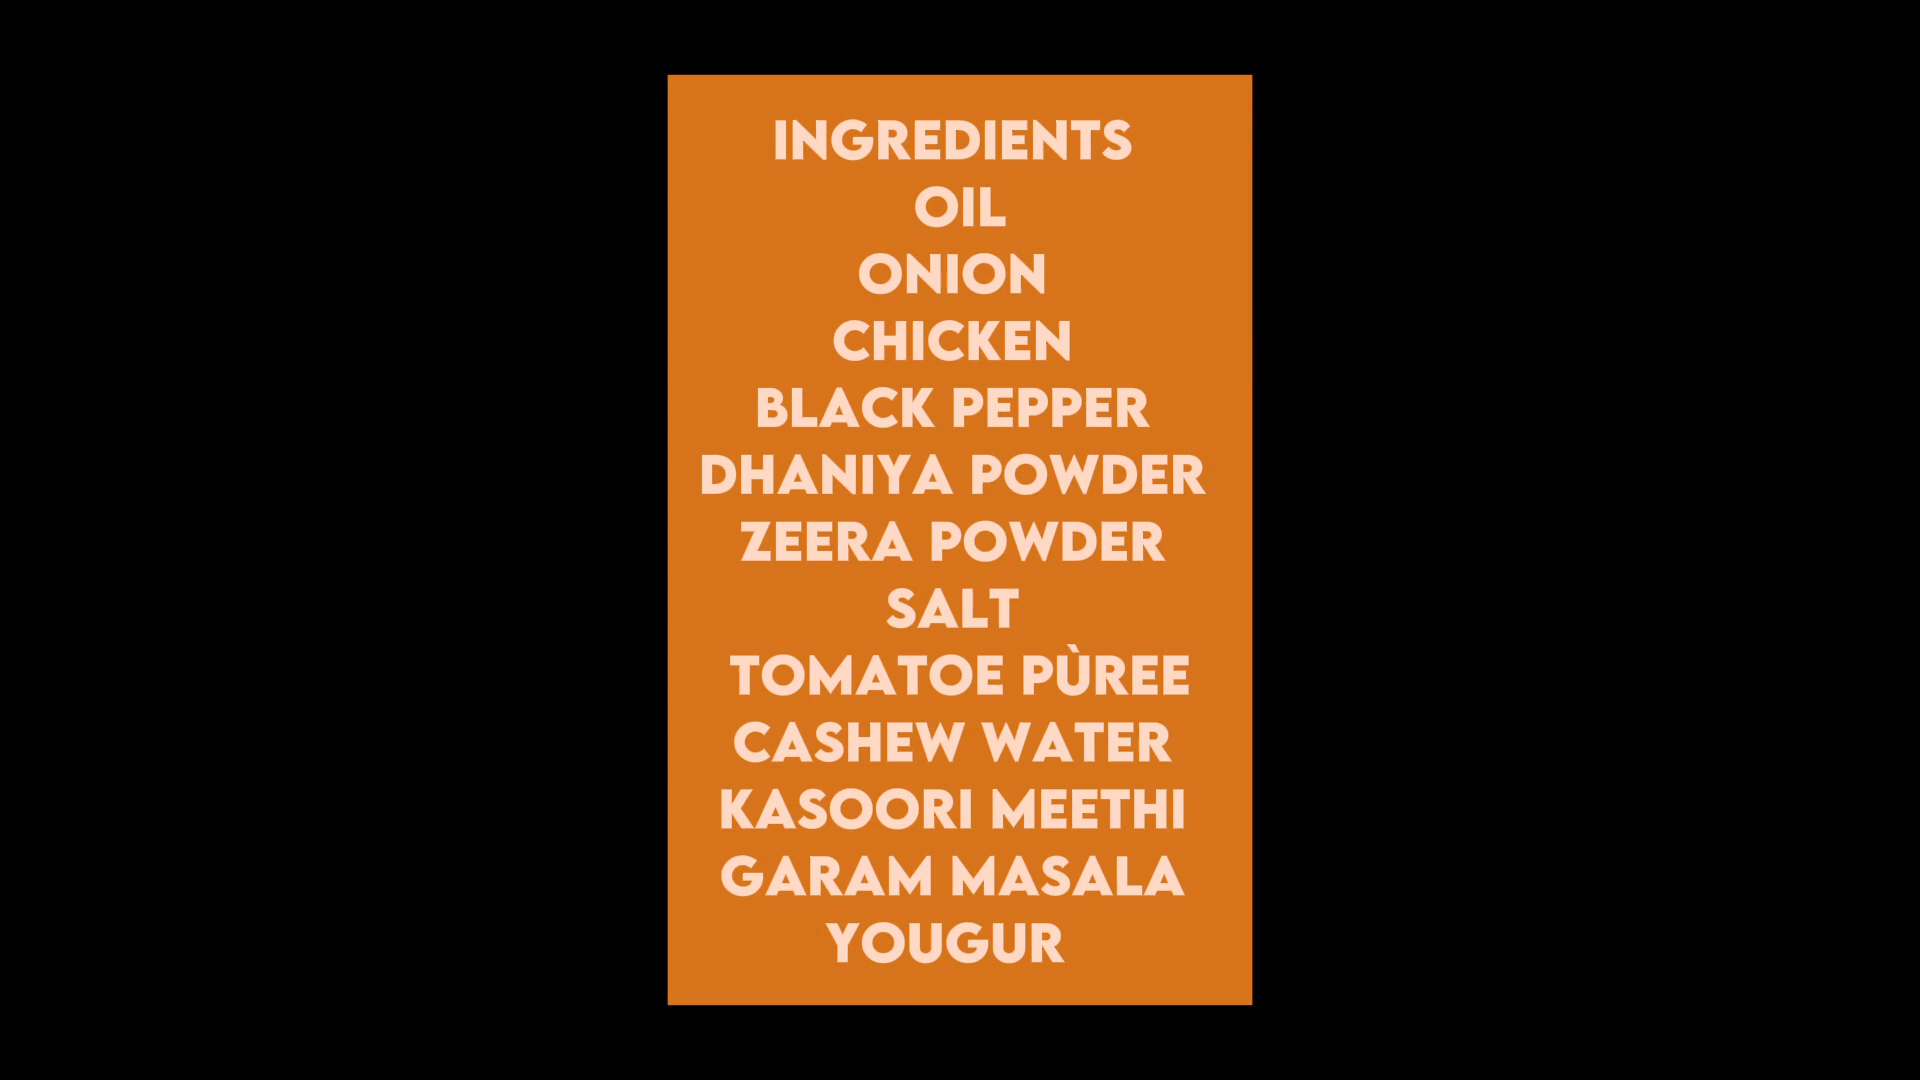 INGREDIENTS
OIL
ONION
CHICKEN
BLACK PEPPER
DHANIYA POWDER
ZEERA POWDER
SALT
TOMATOE PÙREE
CASHEW WATER
KASOORI MEETHI
GARAM MASALA
YOUGUR